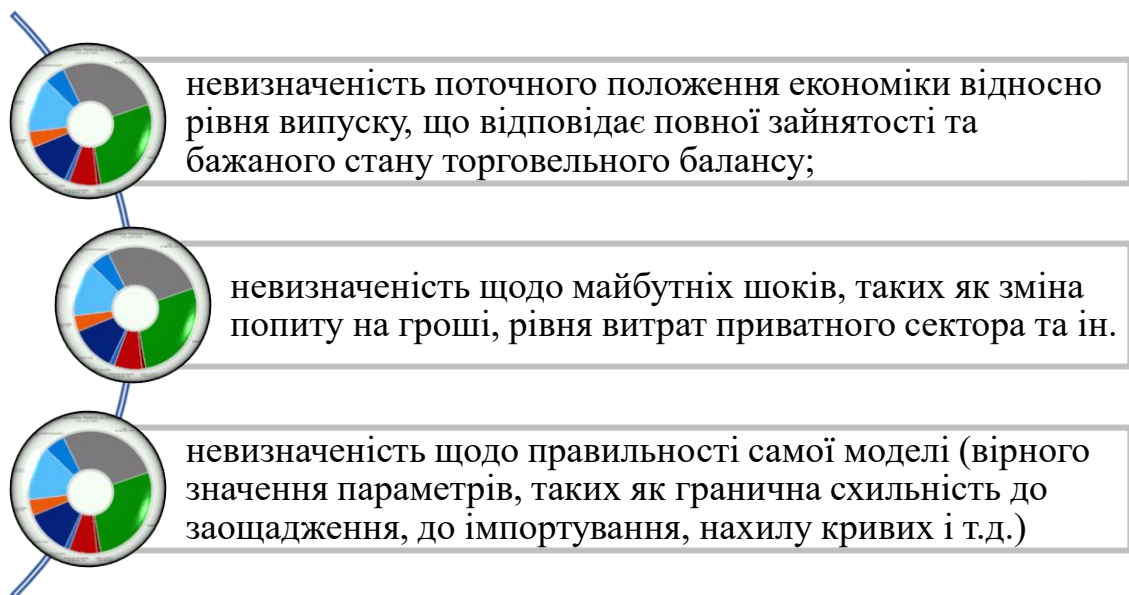 невизначеність поточного положення економіки відносно
рівня випуску, що відповідає повної зайнятості та
бажаного стану торговельного балансу;
невизначеність щодо майбутніх шоків, таких як зміна
попиту на гроші, рівня витрат приватного сектора та ін.
невизначеність щодо правильності самої моделі (вірного
значення параметрів, таких як гранична схильність до
заощадження, до імпортування, нахилу кривих і т.д.)